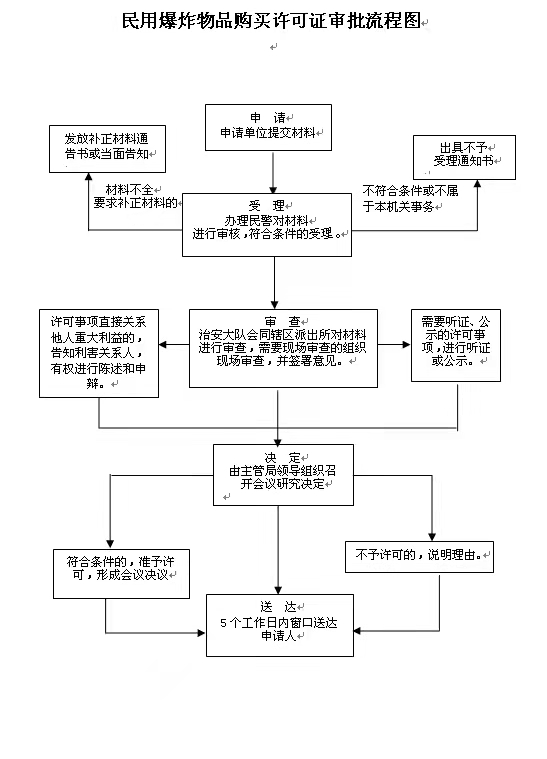 民用爆炸物品购买许可证审批流程图
申 请
申请单位提交材料
发放补正材料通
告书或当面告知
出具不予
受理通知书
材料不全
要求补正材料的
不符合条件或不属
于本机关事务
受 理
办理民警对材料
进行审核,符合条件的受理。
许可事项直接关系
他人重大利益的,
告知利害关系人,
有权进行陈述和申
辩。
审 查
治安大队会同辖区派出所对材料
进行审查,需要现场审查的组织
现场审查,并签署意见。
需要听证、公
示的许可事
项,进行听证
或公示。
决 定
由主管局领导组织召
开会议研究决定
符合条件的,准予许
可,形成会议决议
不予许可的,说明理由。
送 达
5个工作日内窗口送达
申请人